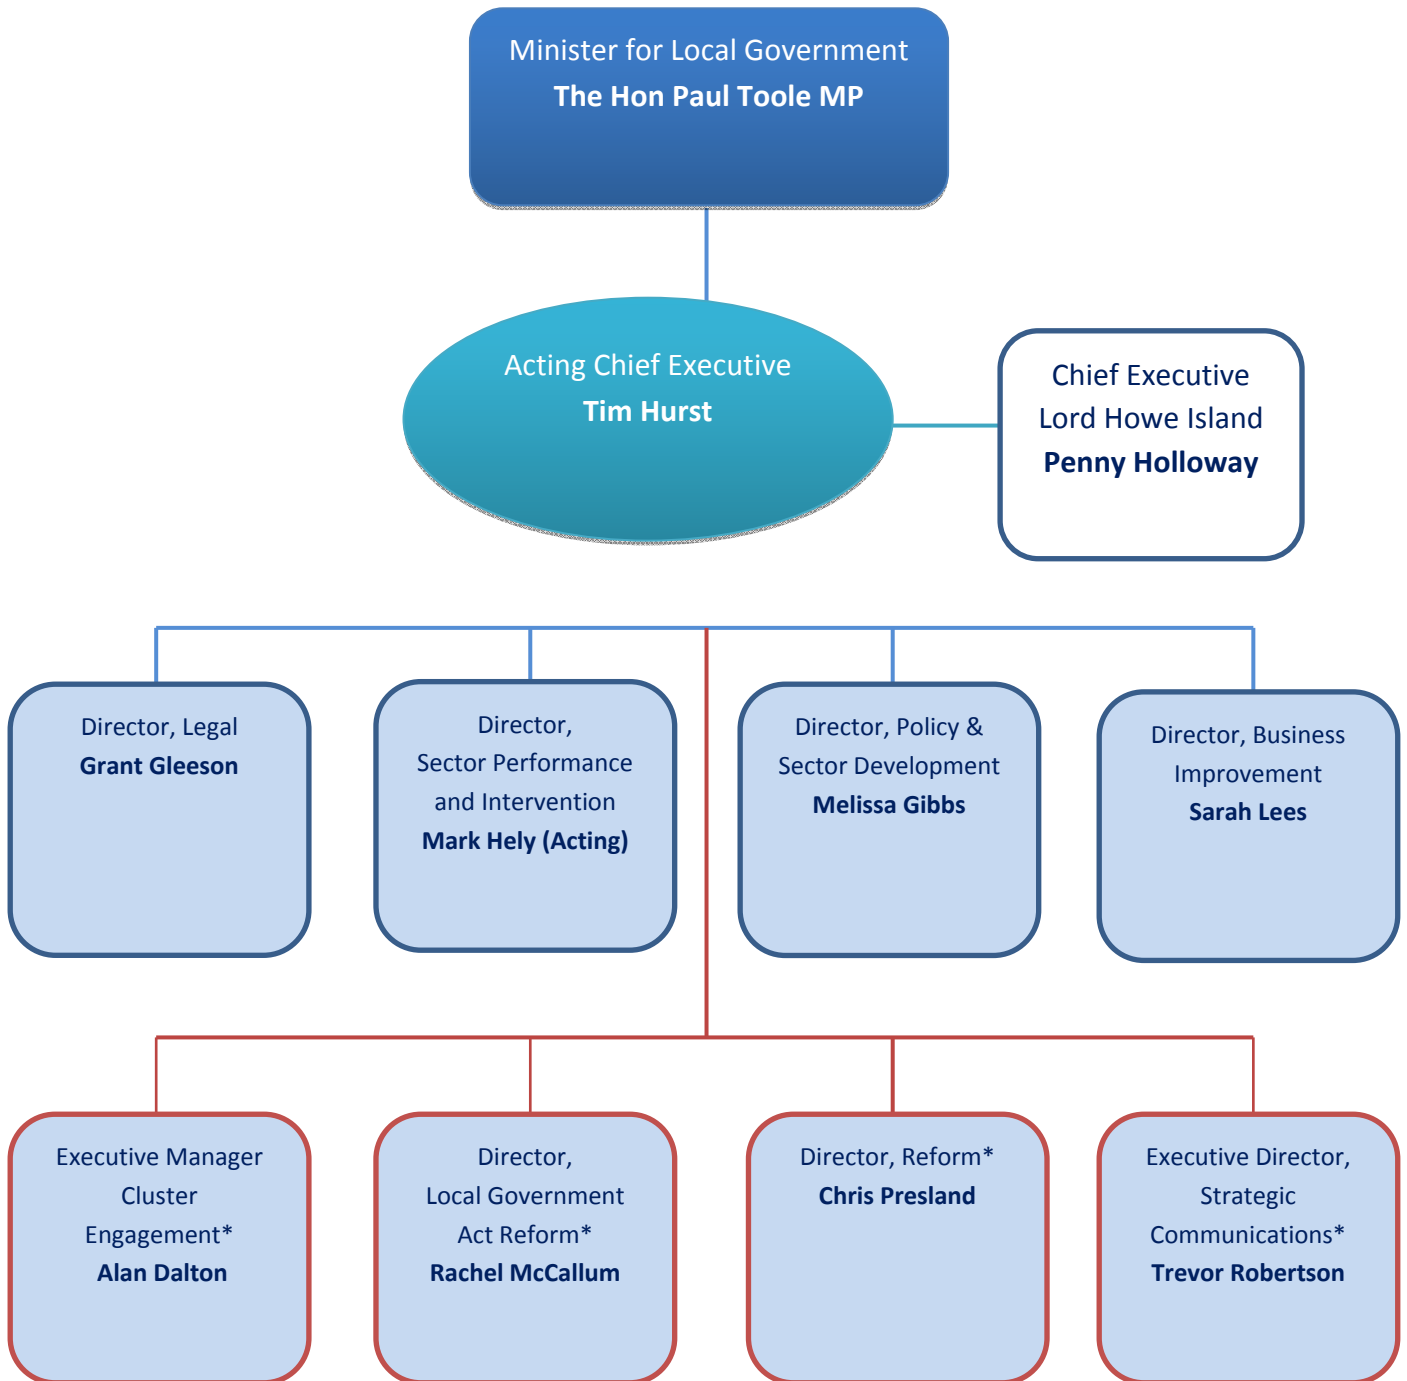 Minister for Local Government
The Hon Paul Toole MP
Acting Chief Executive
Tim Hurst
Chief Executive
Lord Howe Island
Penny Holloway
Director, Legal
Grant Gleeson
Director,
Sector Performance
and Intervention
Mark Hely (Acting)
Director, Policy &
Sector Development
Melissa Gibbs
Director, Business
Improvement
Sarah Lees
Executive Manager
Cluster
Engagement*
Alan Dalton
Director,
Local Government
Act Reform*
Rachel McCallum
Director, Reform*
Chris Presland
Executive Director,
Strategic
Communications*
Trevor Robertson